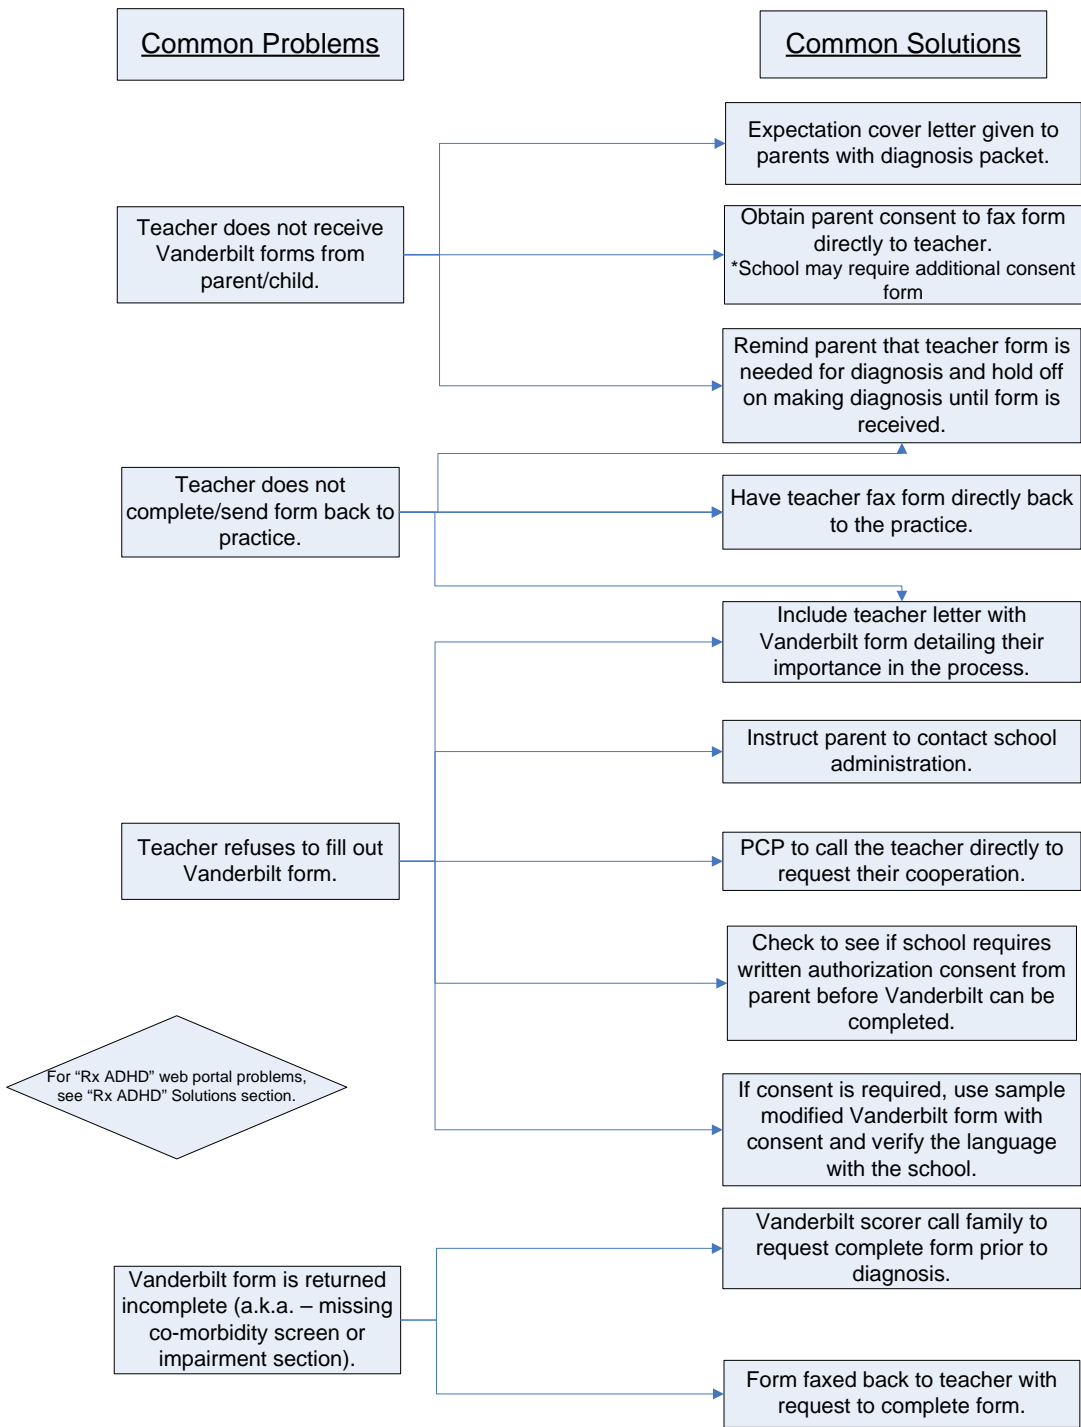 Common Problems
Common Solutions
Expectation cover letter given to
parents with diagnosis packet.
Teacher does not receive
Vanderbilt forms from
parent/child.
Obtain parent consent to fax form
directly to teacher.
*School may require additional consent
form
Remind parent that teacher form is
needed for diagnosis and hold off
on making diagnosis until form is
received.
Teacher does not
complete/send form back to
practice.
Have teacher fax form directly back
to the practice.
Include teacher letter with
Vanderbilt form detailing their
importance in the process.
Instruct parent to contact school
administration.
Teacher refuses to fill out
Vanderbilt form.
PCP to call the teacher directly to
request their cooperation.
Check to see if school requires
written authorization consent from
parent before Vanderbilt can be
completed.
For “Rx ADHD” web portal problems,
see “Rx ADHD” Solutions section.
If consent is required, use sample
modified Vanderbilt form with
consent and verify the language
with the school.
Vanderbilt scorer call family to
request complete form prior to
diagnosis.
Vanderbilt form is returned
incomplete (a.k.a. – missing
co-morbidity screen or
impairment section).
Form faxed back to teacher with
request to complete form.